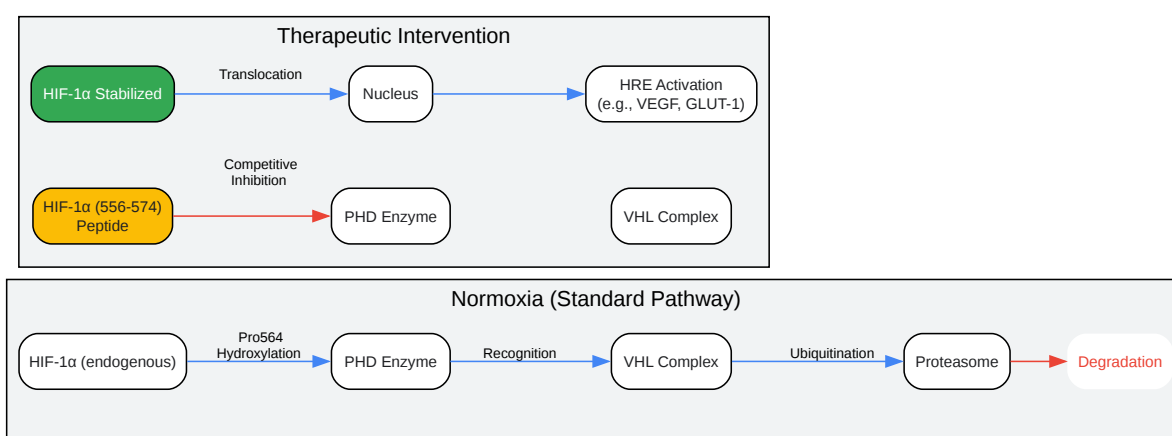 Therapeutic Intervention
HIF-1α Stabilized
Translocation
Nucleus
HRE Activation
(e.g., VEGF, GLUT-1)
HIF-1α (556-574)
Peptide
Competitive
Inhibition
PHD Enzyme
VHL Complex
Normoxia (Standard Pathway)
HIF-1α (endogenous)
Pro564
Hydroxylation
PHD Enzyme
Recognition
VHL Complex
Ubiquitination
Proteasome
Degradation